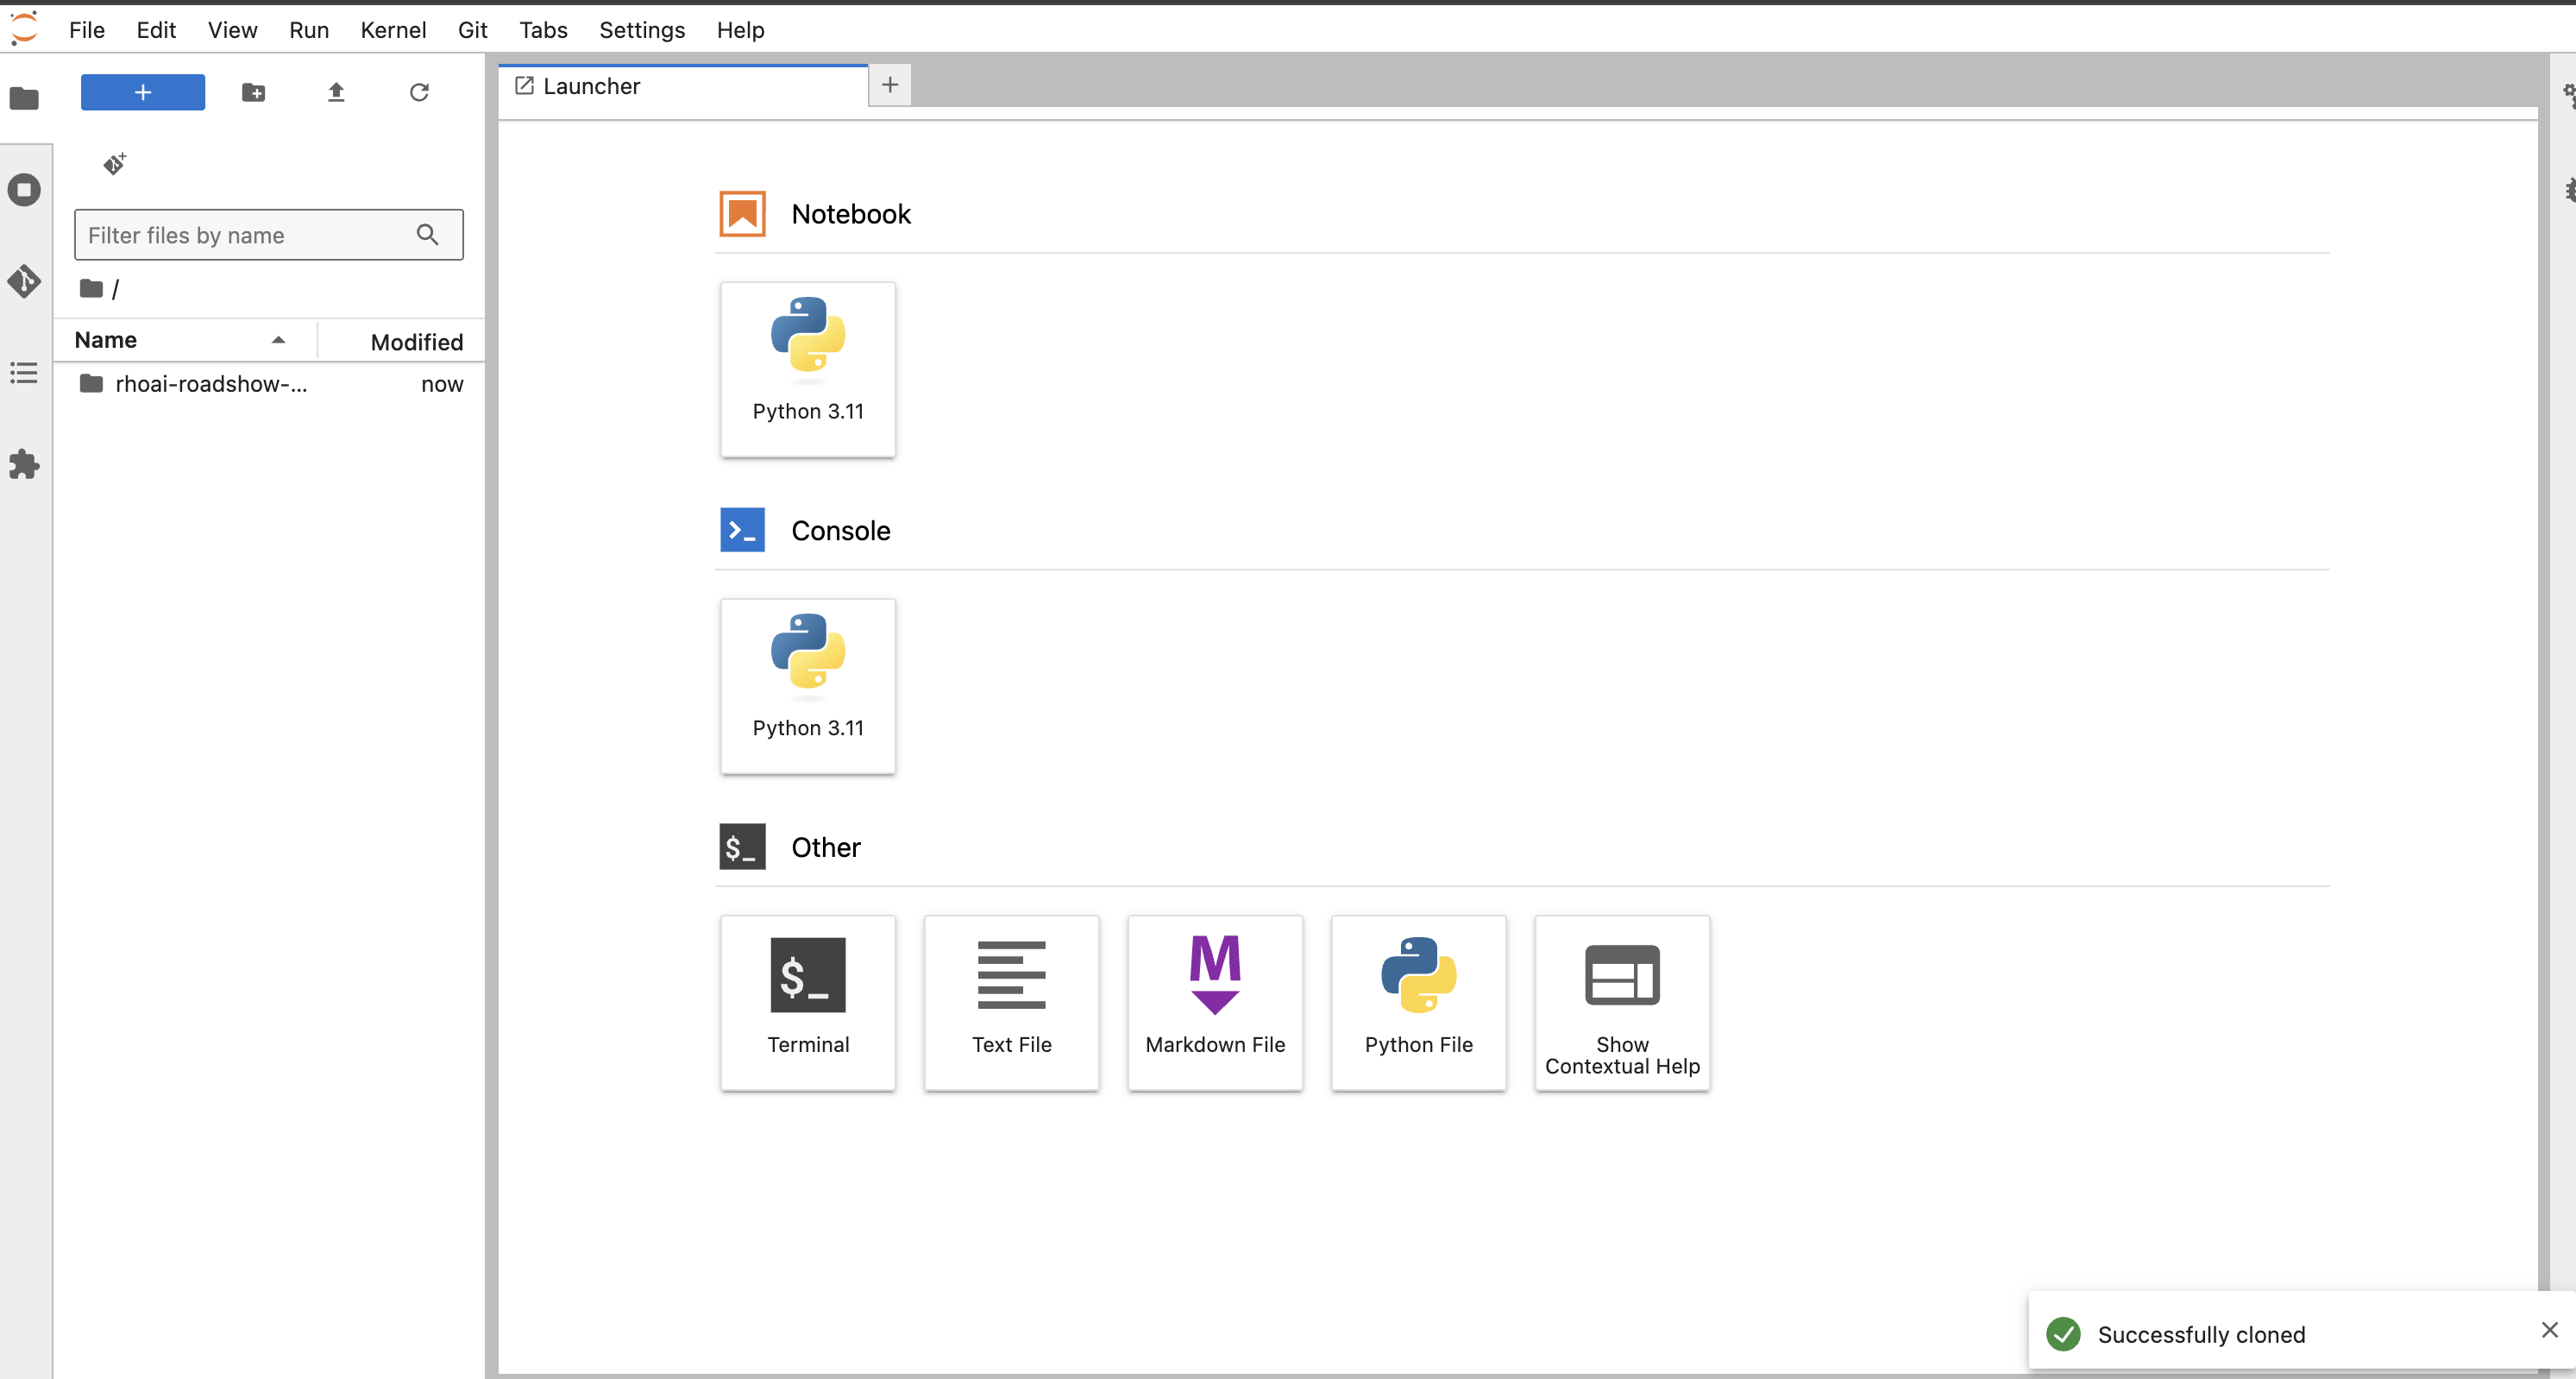 File Edit View Run Kernel Git Tabs Settings Help
Launcher
Filter files by name
/
Name Modified
rhoai-roadshow-... now
Notebook
Python 3.11
Console
Python 3.11
$_ Other
$_
Terminal
Text File
M
Markdown File
Python File
Show
Contextual Help
Successfully cloned